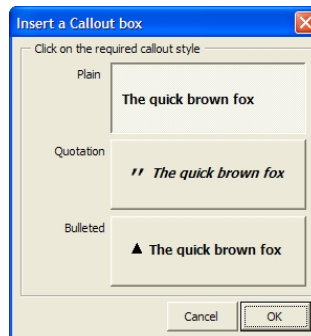 Insert a Callout box
Click on the required callout style
Plain
The quick brown fox
Quotation
" The quick brown fox
Bulleted
▲ The quick brown fox
Cancel
OK